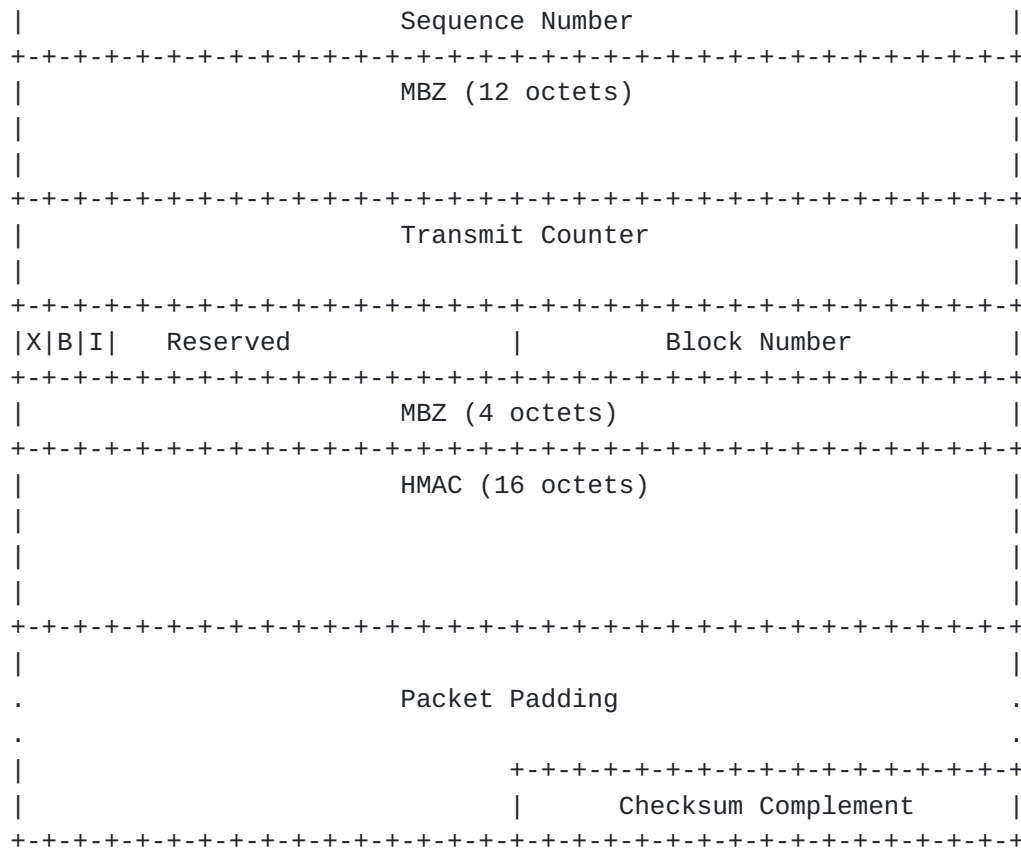 |                        Sequence Number                        |
+-+-+-+-+-+-+-+-+-+-+-+-+-+-+-+-+-+-+-+-+-+-+-+-+-+-+-+-+-+-+-+-+
|                        MBZ (12 octets)                        |
|                                                               |
|                                                               |
+-+-+-+-+-+-+-+-+-+-+-+-+-+-+-+-+-+-+-+-+-+-+-+-+-+-+-+-+-+-+-+-+
|                        Transmit Counter                       |
|                                                               |
+-+-+-+-+-+-+-+-+-+-+-+-+-+-+-+-+-+-+-+-+-+-+-+-+-+-+-+-+-+-+-+-+
|X|B|I|   Reserved              |         Block Number          |
+-+-+-+-+-+-+-+-+-+-+-+-+-+-+-+-+-+-+-+-+-+-+-+-+-+-+-+-+-+-+-+-+
|                        MBZ (4 octets)                         |
+-+-+-+-+-+-+-+-+-+-+-+-+-+-+-+-+-+-+-+-+-+-+-+-+-+-+-+-+-+-+-+-+
|                        HMAC (16 octets)                       |
|                                                               |
|                                                               |
|                                                               |
+-+-+-+-+-+-+-+-+-+-+-+-+-+-+-+-+-+-+-+-+-+-+-+-+-+-+-+-+-+-+-+-+
|                                                               |
.                        Packet Padding                         .
.                                                               .
|                               +-+-+-+-+-+-+-+-+-+-+-+-+-+-+-+-+
|                               |      Checksum Complement      |
+-+-+-+-+-+-+-+-+-+-+-+-+-+-+-+-+-+-+-+-+-+-+-+-+-+-+-+-+-+-+-+-+